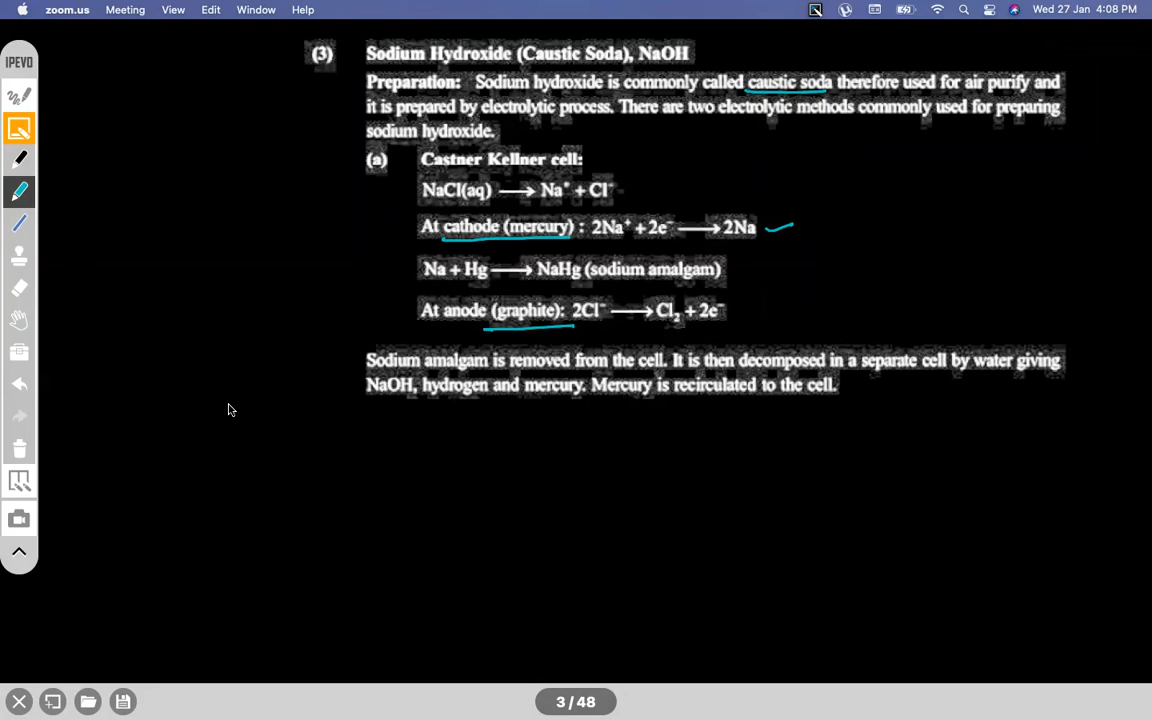 zoom.us Meeting View Edit Window Help Wed 27 Jan 4:08 PM
IPEVO
(3) Sodium Hydroxide (Caustic Soda), NaOH
Preparation: Sodium hydroxide is commonly called caustic soda therefore used for air purify and
it is prepared by electrolytic process. There are two electrolytic methods commonly used for preparing
sodium hydroxide.
(a) Castner Kellner cell:
NaCl(aq) ⟶ Na⁺ + Cl⁻
At cathode (mercury) : 2Na⁺ + 2e⁻ ⟶ 2Na
Na + Hg ⟶ NaHg (sodium amalgam)
At anode (graphite): 2Cl⁻ ⟶ Cl₂ + 2e⁻
Sodium amalgam is removed from the cell. It is then decomposed in a separate cell by water giving
NaOH, hydrogen and mercury. Mercury is recirculated to the cell.
3 / 48